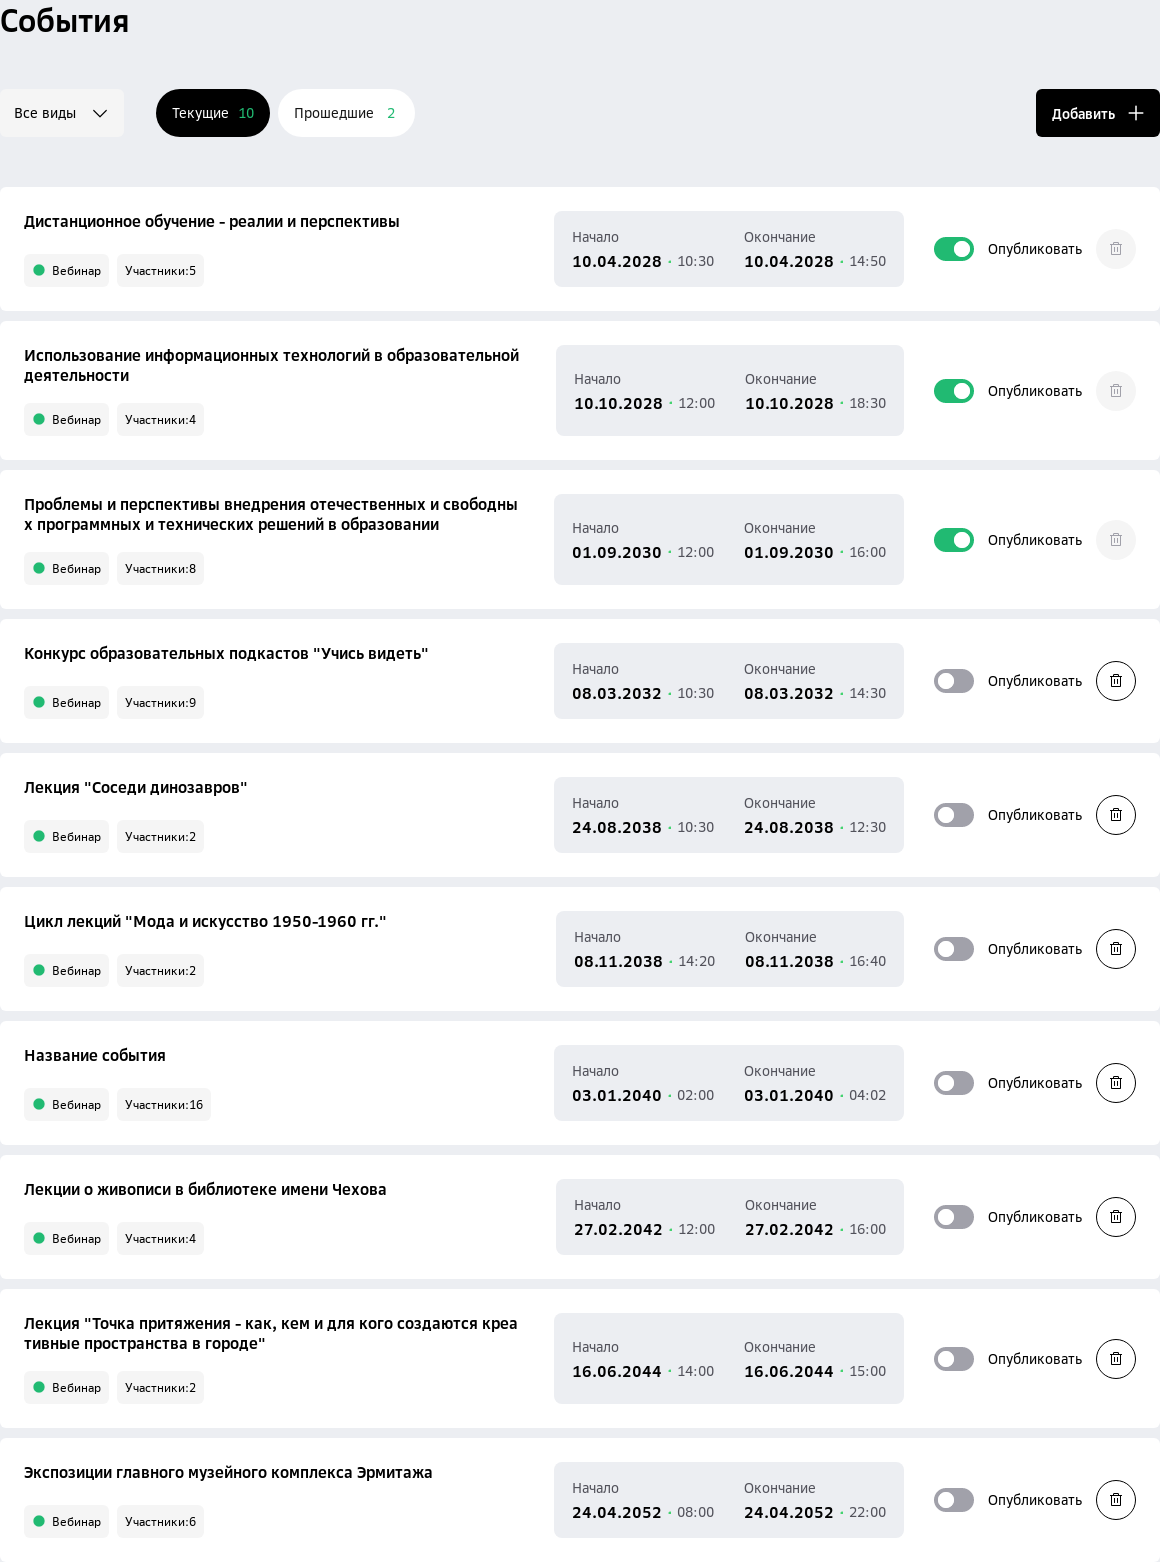 События
Все виды
Текущие 10
Прошедшие 2
Добавить
Дистанционное обучение - реалии и перспективы
Вебинар
Участники:5
Начало
10.04.2028 · 10:30
Окончание
10.04.2028 · 14:50
Опубликовать
Использование информационных технологий в образовательной
деятельности
Вебинар
Участники:4
Начало
10.10.2028 · 12:00
Окончание
10.10.2028 · 18:30
Опубликовать
Проблемы и перспективы внедрения отечественных и свободны
х программных и технических решений в образовании
Вебинар
Участники:8
Начало
01.09.2030 · 12:00
Окончание
01.09.2030 · 16:00
Опубликовать
Конкурс образовательных подкастов "Учись видеть"
Вебинар
Участники:9
Начало
08.03.2032 · 10:30
Окончание
08.03.2032 · 14:30
Опубликовать
Лекция "Соседи динозавров"
Вебинар
Участники:2
Начало
24.08.2038 · 10:30
Окончание
24.08.2038 · 12:30
Опубликовать
Цикл лекций "Мода и искусство 1950-1960 гг."
Вебинар
Участники:2
Начало
08.11.2038 · 14:20
Окончание
08.11.2038 · 16:40
Опубликовать
Название события
Вебинар
Участники:16
Начало
03.01.2040 · 02:00
Окончание
03.01.2040 · 04:02
Опубликовать
Лекции о живописи в библиотеке имени Чехова
Вебинар
Участники:4
Начало
27.02.2042 · 12:00
Окончание
27.02.2042 · 16:00
Опубликовать
Лекция "Точка притяжения - как, кем и для кого создаются креа
тивные пространства в городе"
Вебинар
Участники:2
Начало
16.06.2044 · 14:00
Окончание
16.06.2044 · 15:00
Опубликовать
Экспозиции главного музейного комплекса Эрмитажа
Вебинар
Участники:6
Начало
24.04.2052 · 08:00
Окончание
24.04.2052 · 22:00
Опубликовать